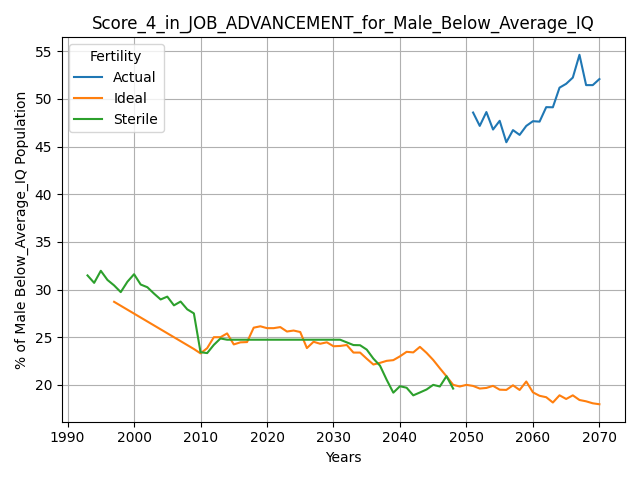 Score_4_in_JOB_ADVANCEMENT_for_Male_Below_Average_IQ
Fertility
Actual
Ideal
Sterile
% of Male Below_Average_IQ Population
55
50
45
40
35
30
25
20
1990 2000 2010 2020 2030 2040 2050 2060 2070
Years